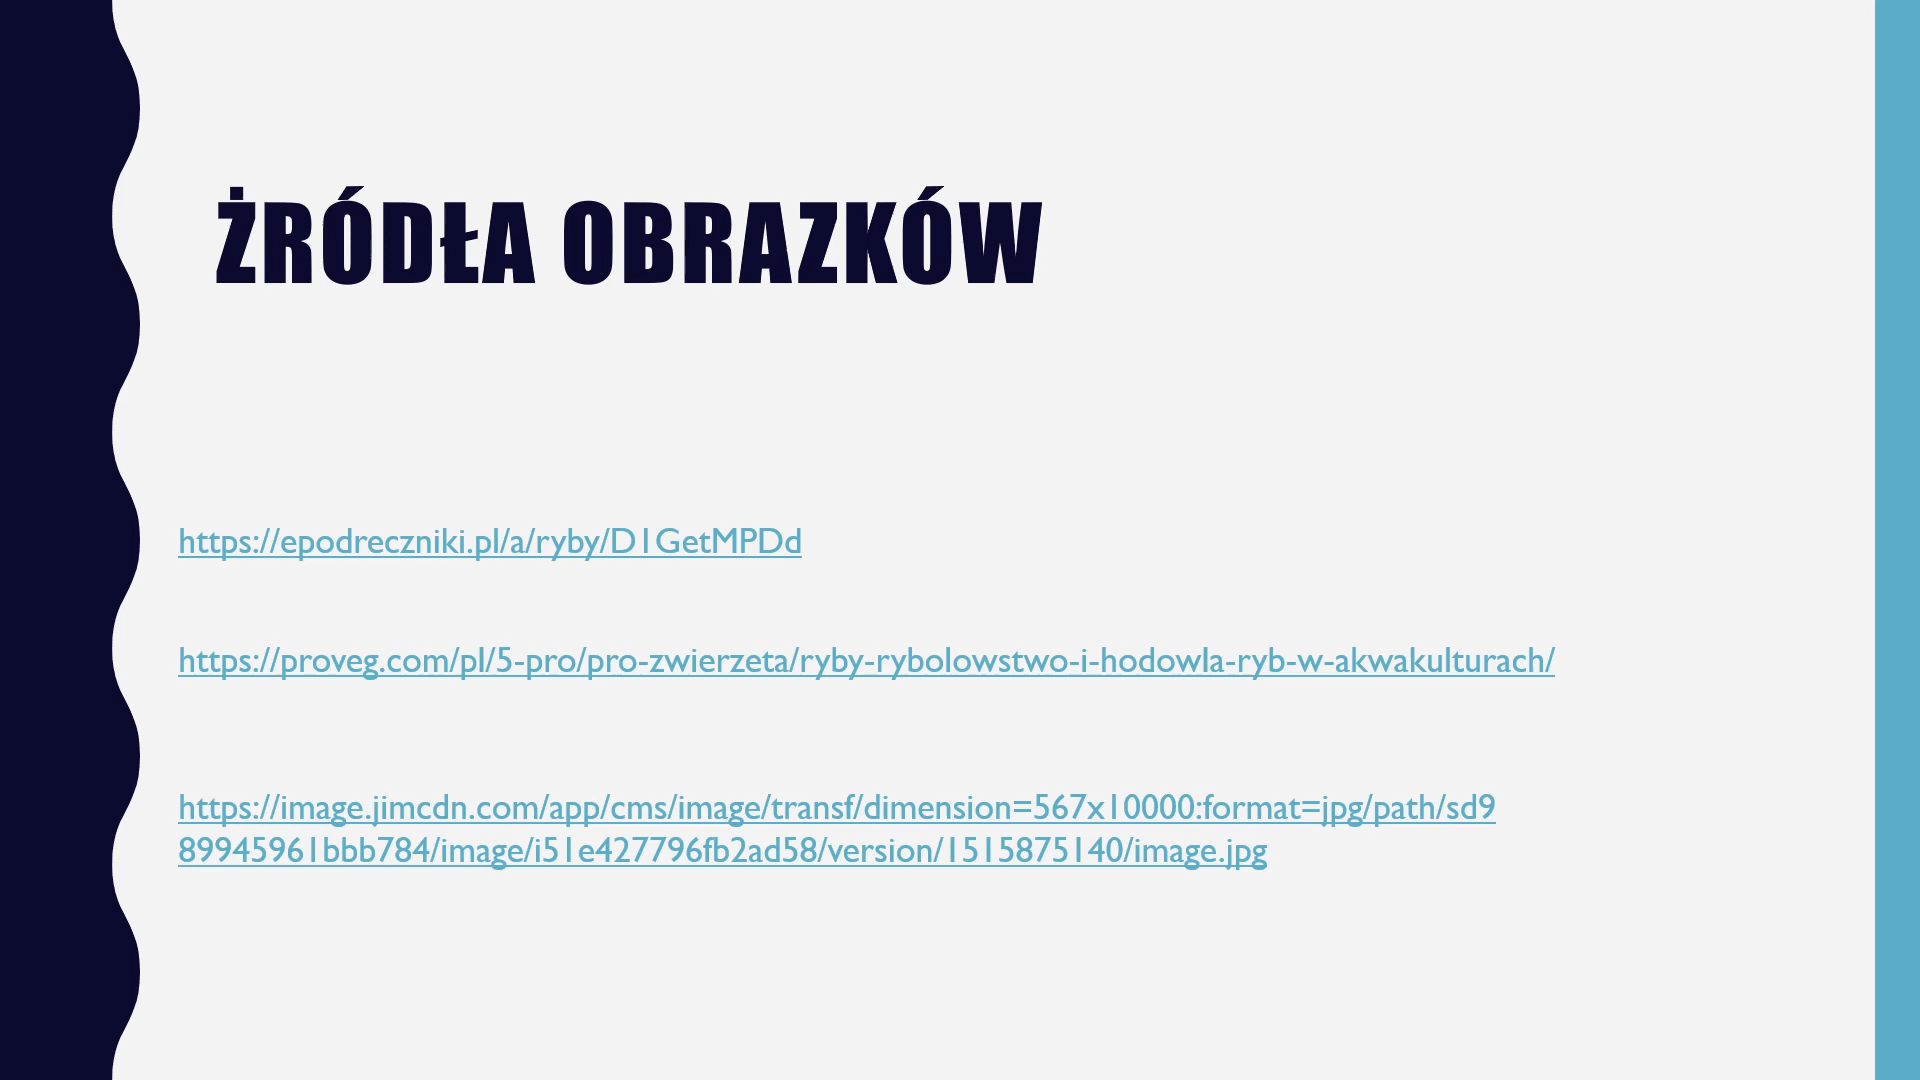 ŻRÓDŁA OBRAZKÓW
https://epodreczniki.pl/a/ryby/D1GetMPDd
https://proveg.com/pl/5-pro/pro-zwierzeta/ryby-rybolowstwo-i-hodowla-ryb-w-akwakulturach/
https://image.jimcdn.com/app/cms/image/transf/dimension=567x10000:format=jpg/path/sd9
89945961bbb784/image/i51e427796fb2ad58/version/1515875140/image.jpg